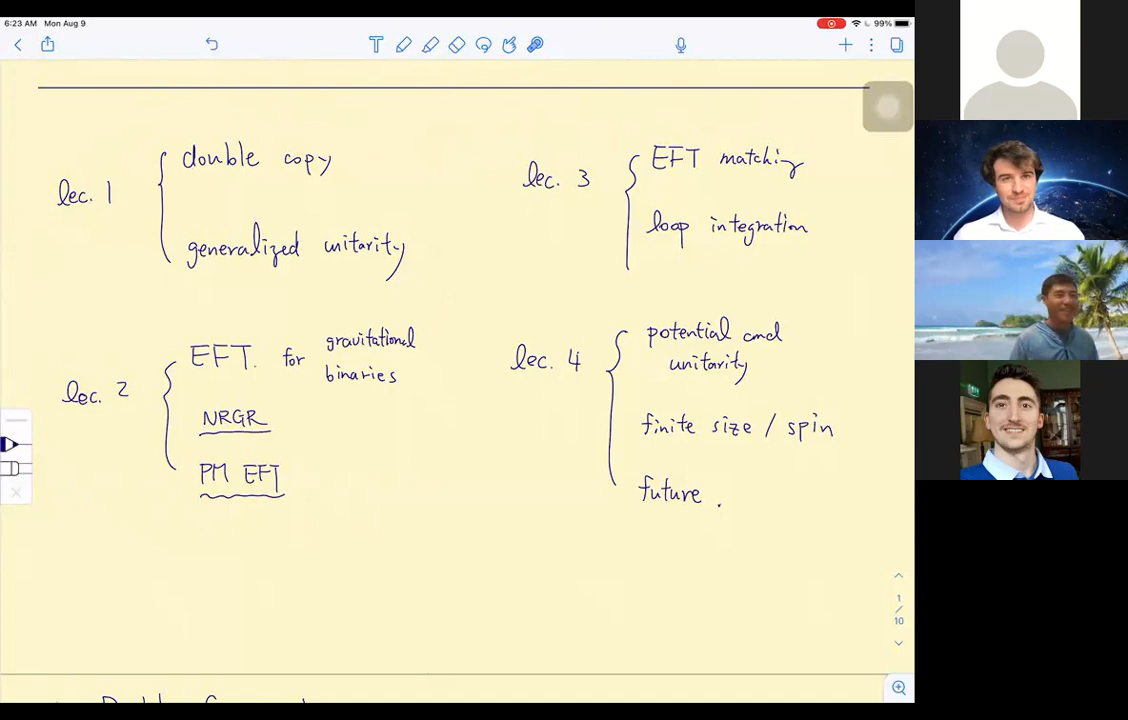 6:23 AM Mon Aug 9
99%
T
lec. 1
double copy
generalized unitarity
lec. 2
EFT. for gravitational
binaries
NRGR
PM EFT
lec. 3
EFT matching
loop integration
lec. 4
potential and
unitarity
finite size / spin
future .
1
/
10